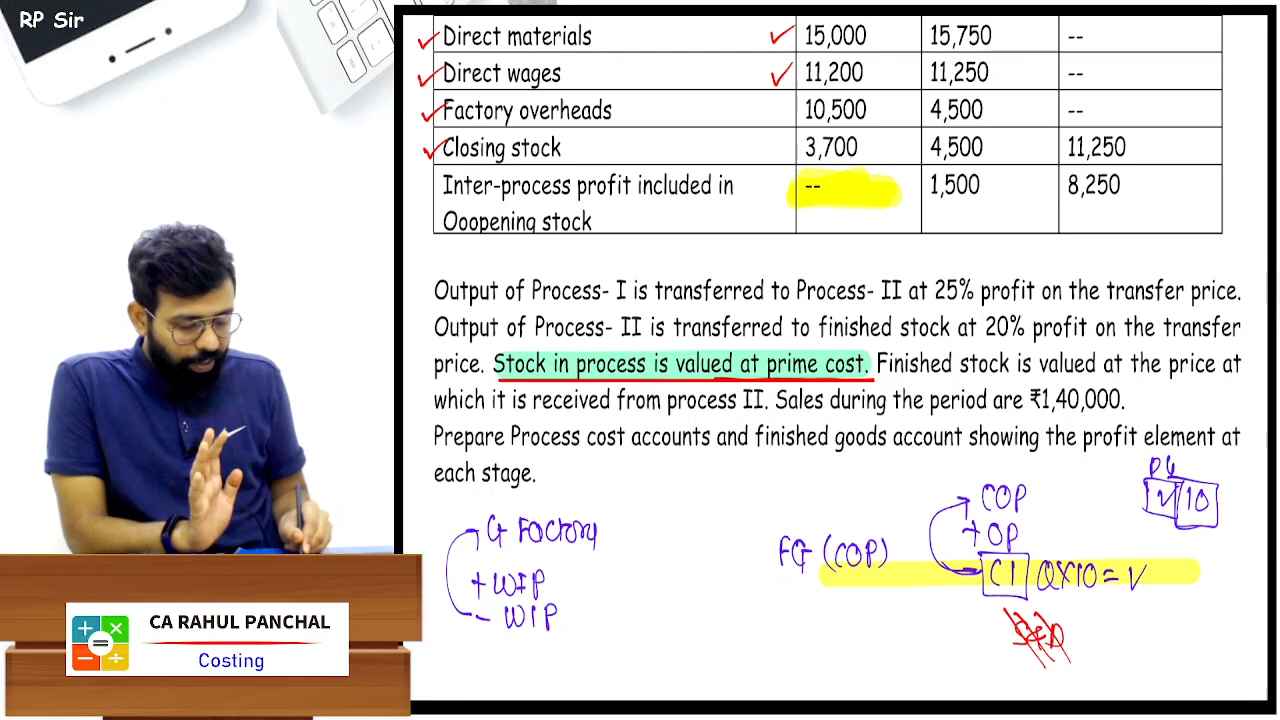 RP Sir
Direct materials 15,000 15,750 --
Direct wages 11,200 11,250 --
Factory overheads 10,500 4,500 --
Closing stock 3,700 4,500 11,250
Inter-process profit included in -- 1,500 8,250
Ooopening stock
Output of Process- I is transferred to Process- II at 25% profit on the transfer price.
Output of Process- II is transferred to finished stock at 20% profit on the transfer
price. Stock in process is valued at prime cost. Finished stock is valued at the price at
which it is received from process II. Sales during the period are ₹1,40,000.
Prepare Process cost accounts and finished goods account showing the profit element at
each stage.
G Factory
+ WIP
- WIP
FG (COP)
COP
+ OP
Cl Q×10=V
10
CA RAHUL PANCHAL
Costing